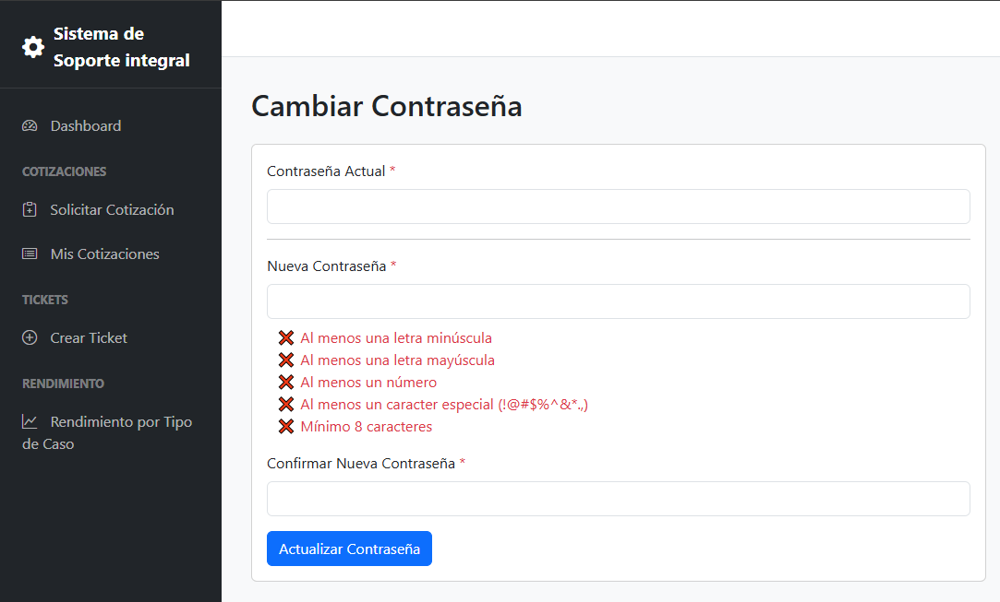 Sistema de
Soporte integral
Dashboard
COTIZACIONES
Solicitar Cotización
Mis Cotizaciones
TICKETS
Crear Ticket
RENDIMIENTO
Rendimiento por Tipo
de Caso
Cambiar Contraseña
Contraseña Actual *
Nueva Contraseña *
Al menos una letra minúscula
Al menos una letra mayúscula
Al menos un número
Al menos un caracter especial (!@#$%^&*.,)
Mínimo 8 caracteres
Confirmar Nueva Contraseña *
Actualizar Contraseña